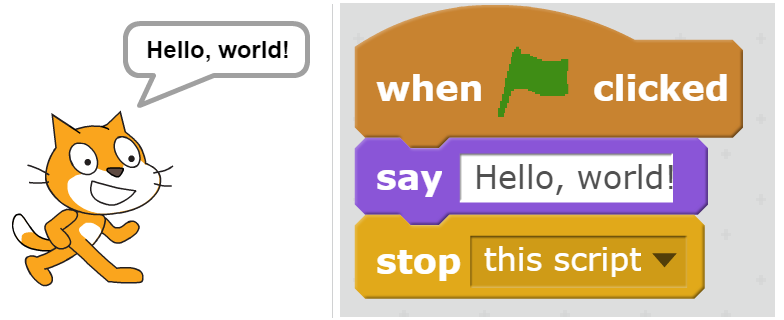 Hello, world!
when clicked
say Hello, world!
stop this script